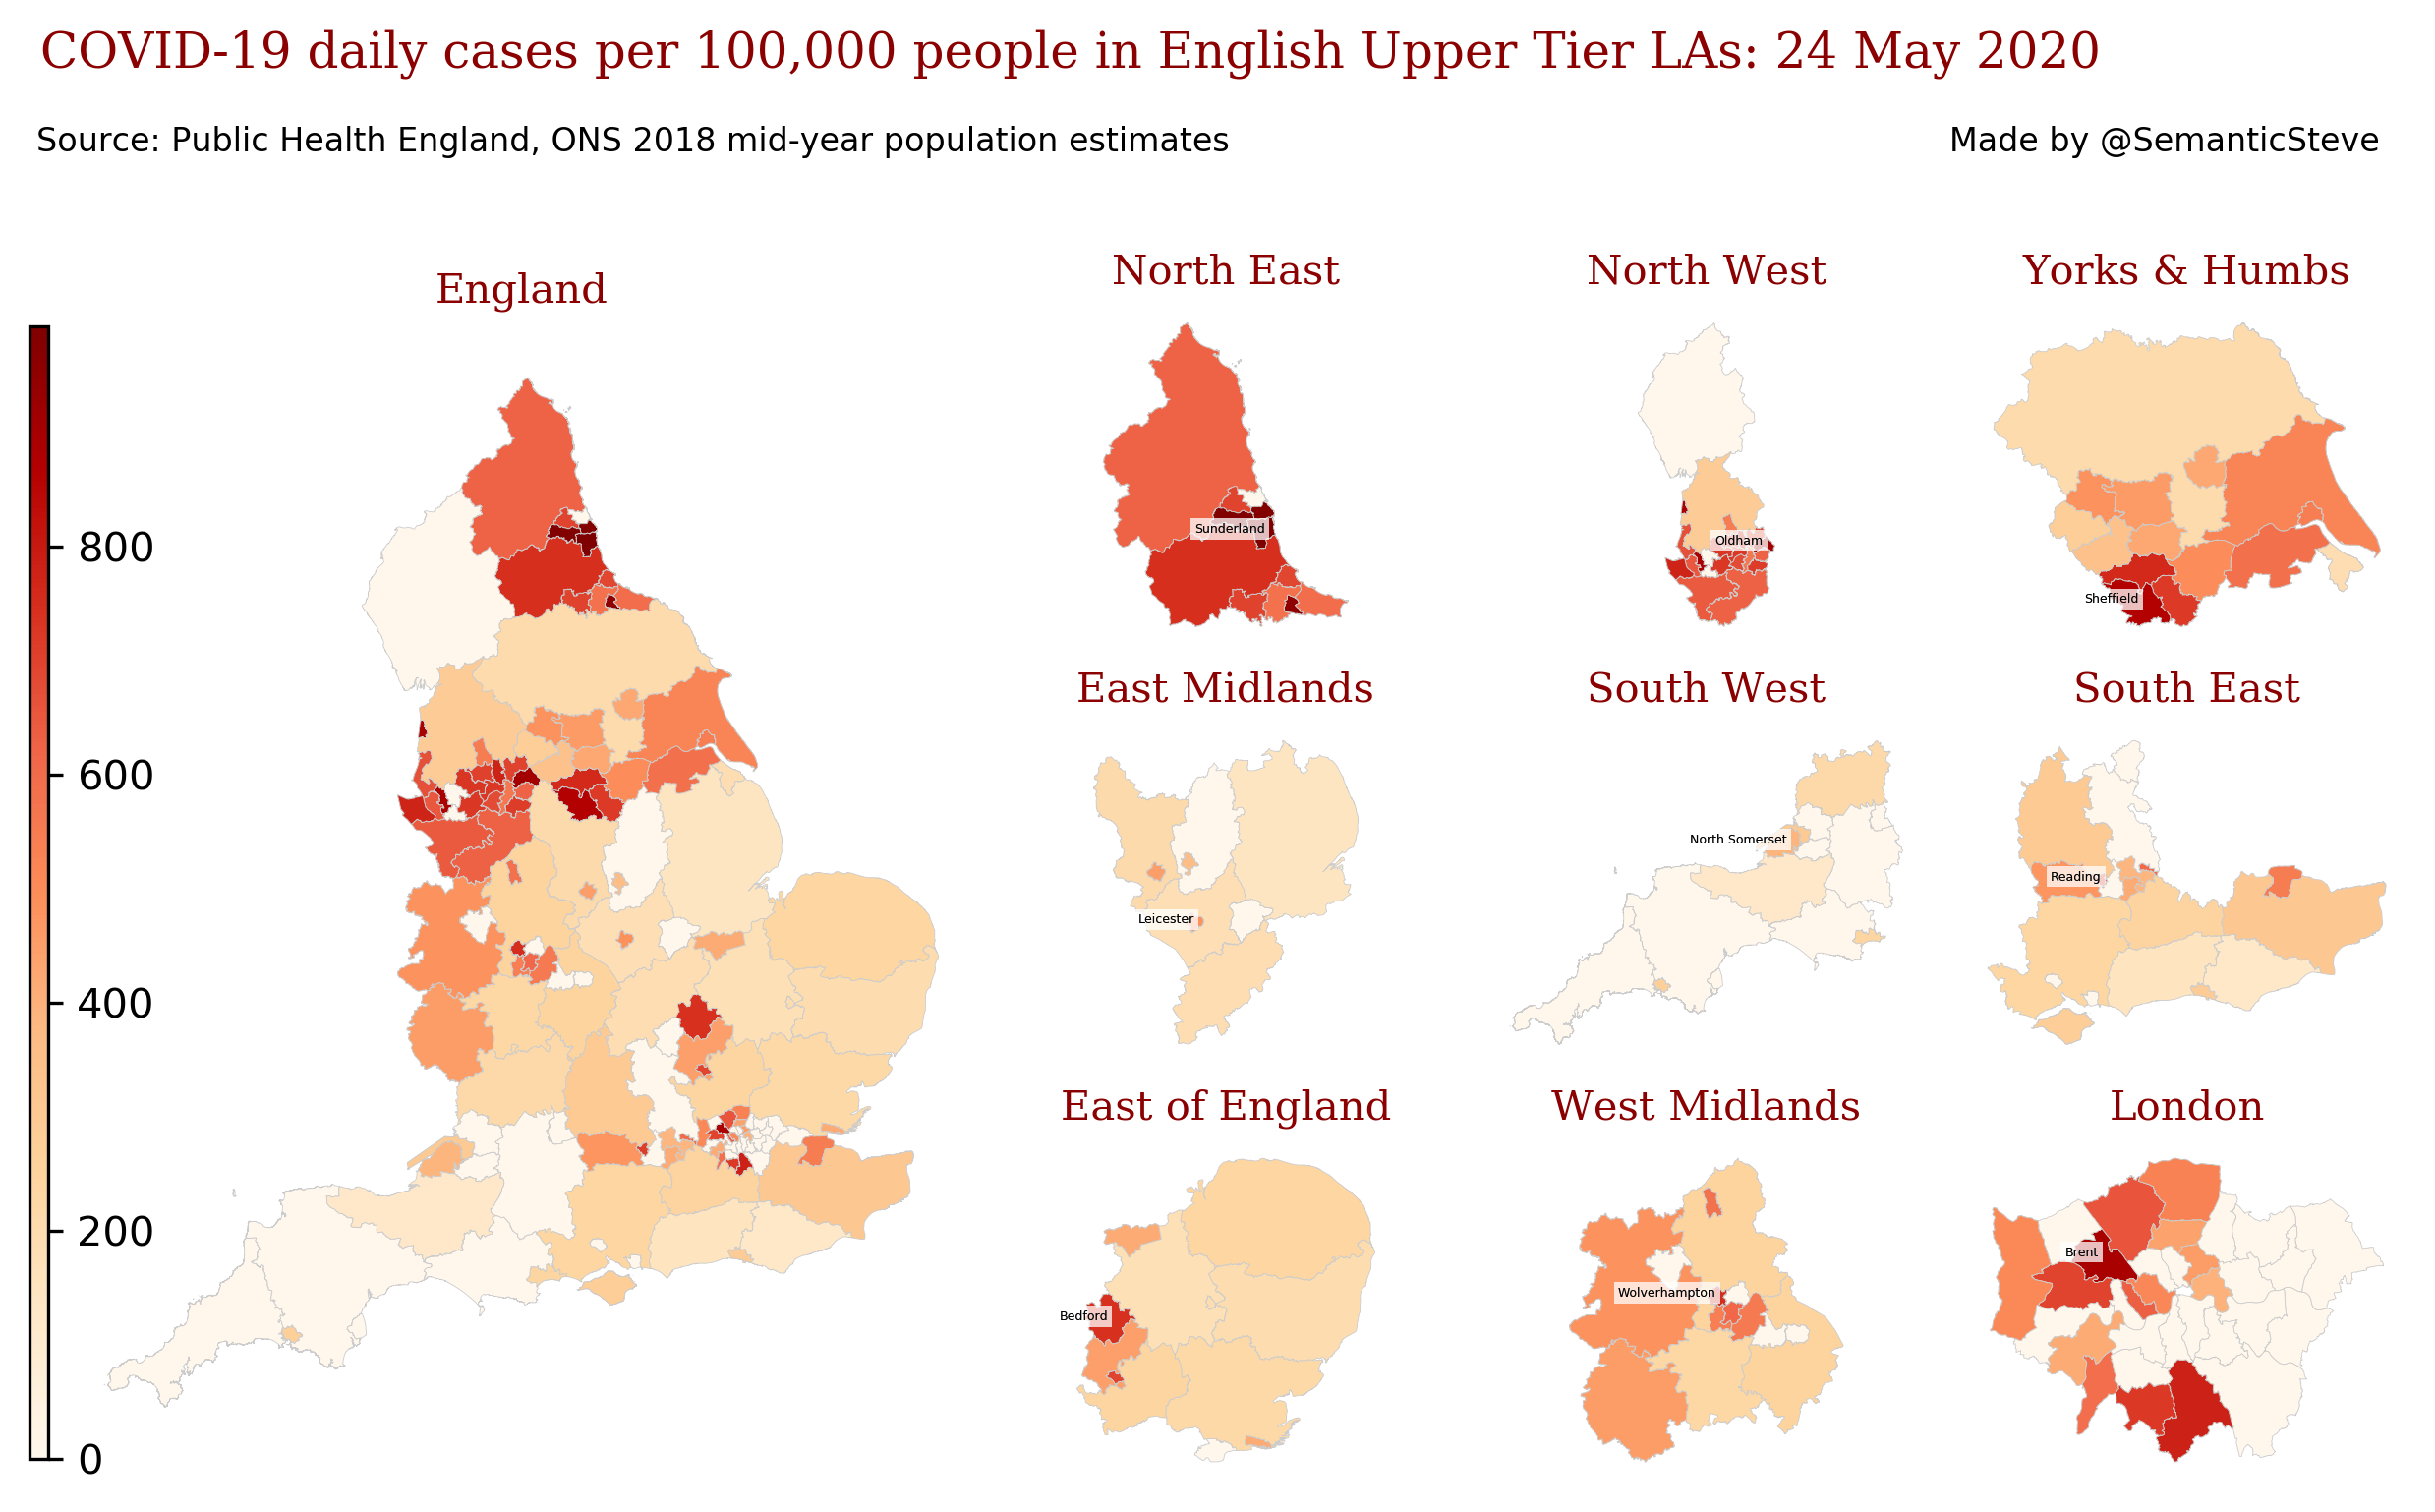 COVID-19 daily cases per 100,000 people in English Upper Tier LAs: 24 May 2020
Source: Public Health England, ONS 2018 mid-year population estimates
Made by @SemanticSteve
England
North East
North West
Yorks & Humbs
Sunderland
Oldham
Sheffield
800
600
400
200
0
East Midlands
South West
South East
North Somerset
Reading
Leicester
East of England
West Midlands
London
Brent
Wolverhampton
Bedford